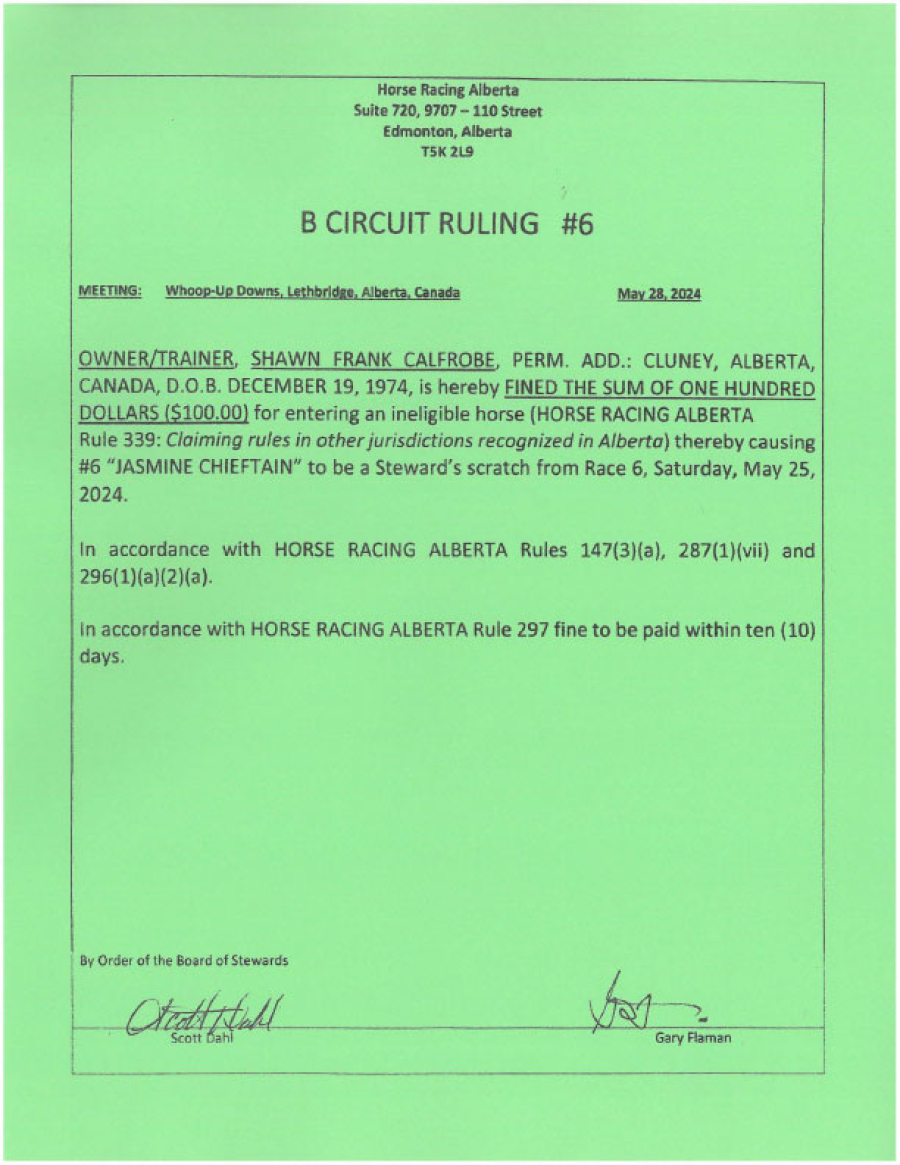 Horse Racing Alberta
Suite 720, 9707 – 110 Street
Edmonton, Alberta
T5K 2L9
B CIRCUIT RULING #6
MEETING: Whoop-Up Downs, Lethbridge, Alberta, Canada May 28, 2024
OWNER/TRAINER, SHAWN FRANK CALFROBE, PERM. ADD.: CLUNEY, ALBERTA,
CANADA, D.O.B. DECEMBER 19, 1974, is hereby FINED THE SUM OF ONE HUNDRED
DOLLARS ($100.00) for entering an ineligible horse (HORSE RACING ALBERTA
Rule 339: Claiming rules in other jurisdictions recognized in Alberta) thereby causing
#6 “JASMINE CHIEFTAIN” to be a Steward’s scratch from Race 6, Saturday, May 25,
2024.
In accordance with HORSE RACING ALBERTA Rules 147(3)(a), 287(1)(vii) and
296(1)(a)(2)(a).
In accordance with HORSE RACING ALBERTA Rule 297 fine to be paid within ten (10)
days.
By Order of the Board of Stewards
Scott Dahl
Scott Dahl Gary Flaman